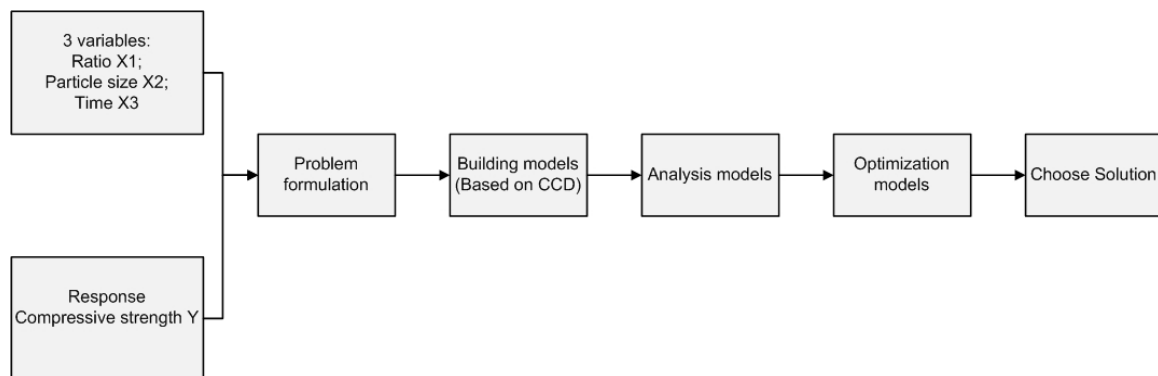 3 variables:
Ratio X1;
Particle size X2;
Time X3
Response
Compressive strength Y
Problem
formulation
Building models
(Based on CCD)
Analysis models
Optimization
models
Choose Solution